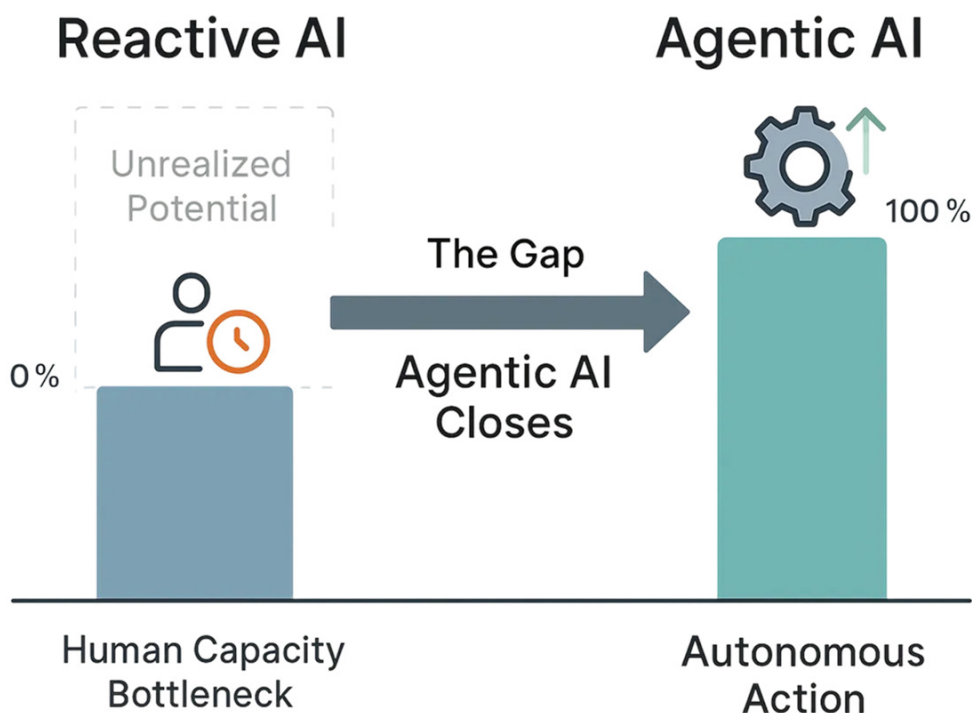 Reactive AI
Agentic AI
Unrealized
Potential
100 %
The Gap
0 %
Agentic AI
Closes
Human Capacity
Bottleneck
Autonomous
Action